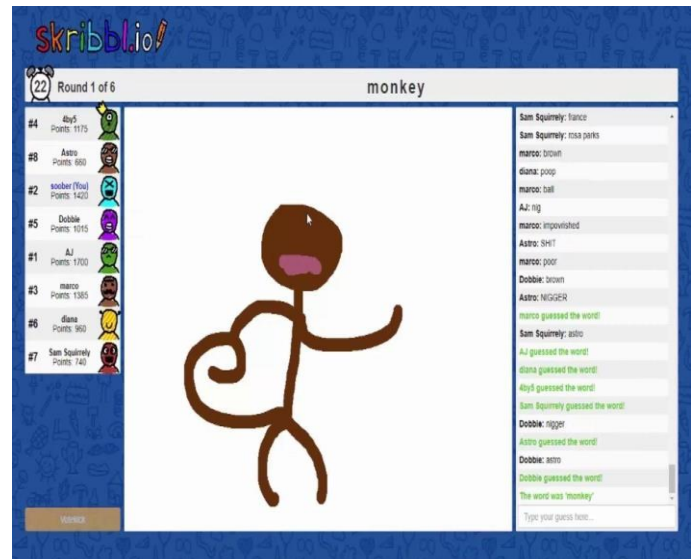 skribbl.io
22
Round 1 of 6
monkey
#4 4by5
Points: 1175
#8 Astro
Points: 660
#2 soober (You)
Points: 1420
#5 Dobbie
Points: 1015
#1 AJ
Points: 1700
#3 marco
Points: 1385
#6 diana
Points: 960
#7 Sam Squirrely
Points: 740
Sam Squirrely: france
Sam Squirrely: rosa parks
marco: brown
diana: poop
marco: ball
AJ: nig
marco: impovrished
Astro: SHIT
marco: poor
Dobbie: brown
Astro: NIGGER
marco guessed the word!
Sam Squirrely: astro
AJ guessed the word!
diana guessed the word!
4by5 guessed the word!
Sam Squirrely guessed the word!
Dobbie: nigger
Astro guessed the word!
Dobbie: astro
Dobbie guessed the word!
The word was 'monkey'
Type your guess here...